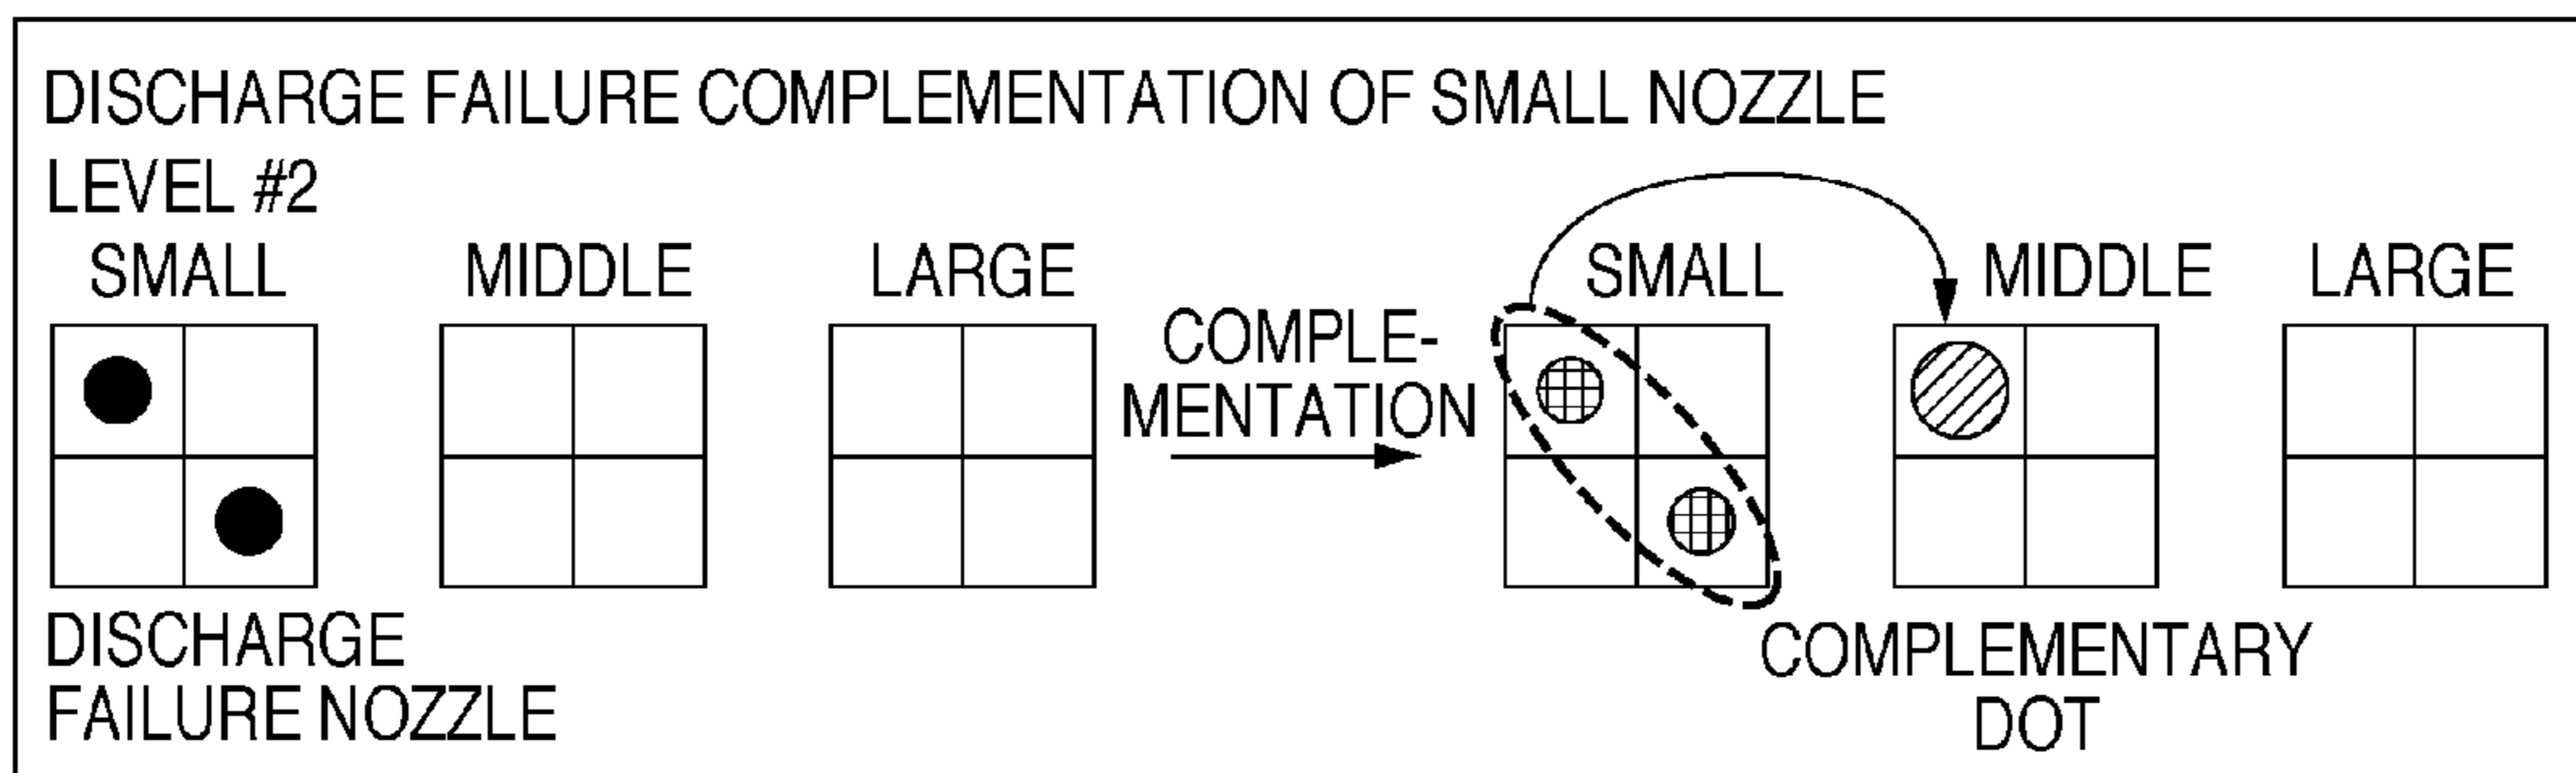 DISCHARGE FAILURE COMPLEMENTATION OF SMALL NOZZLE
LEVEL #2
SMALL MIDDLE LARGE
COMPLE-
MENTATION
SMALL MIDDLE LARGE
DISCHARGE
FAILURE NOZZLE
COMPLEMENTARY
DOT